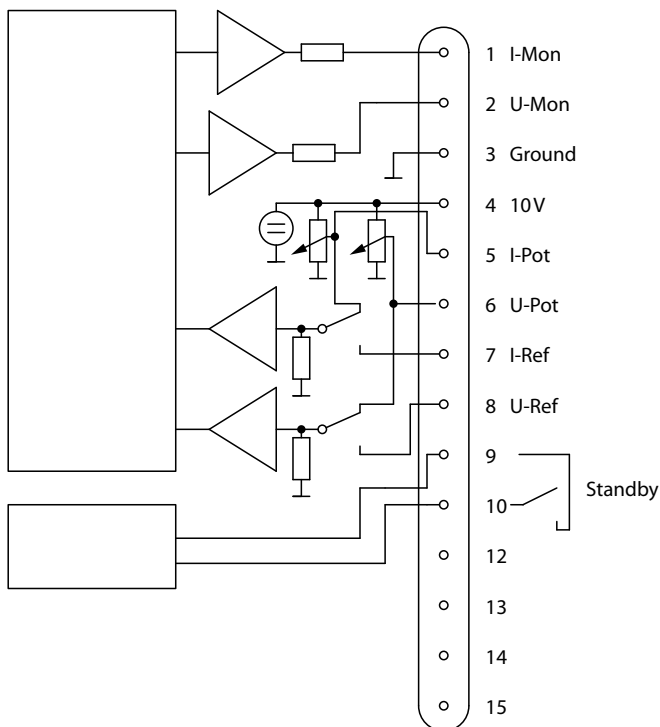 1 I-Mon
2 U-Mon
3 Ground
4 10V
5 I-Pot
6 U-Pot
7 I-Ref
8 U-Ref
9
Standby
10
12
13
14
15